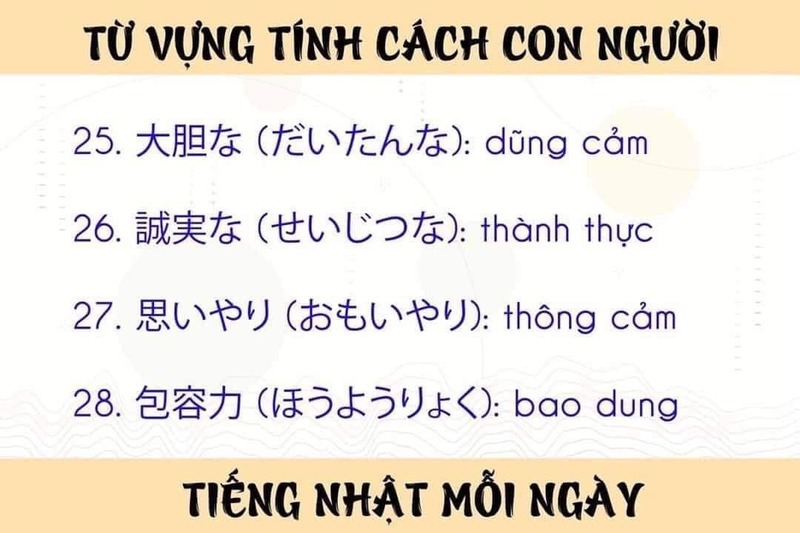 TỪ VỰNG TÍNH CÁCH CON NGƯỜI
25. 大胆な (だいたんな): dũng cảm
26. 誠実な (せいじつな): thành thực
27. 思いやり (おもいやり): thông cảm
28. 包容力 (ほうようりょく): bao dung
TIẾNG NHẬT MỖI NGÀY